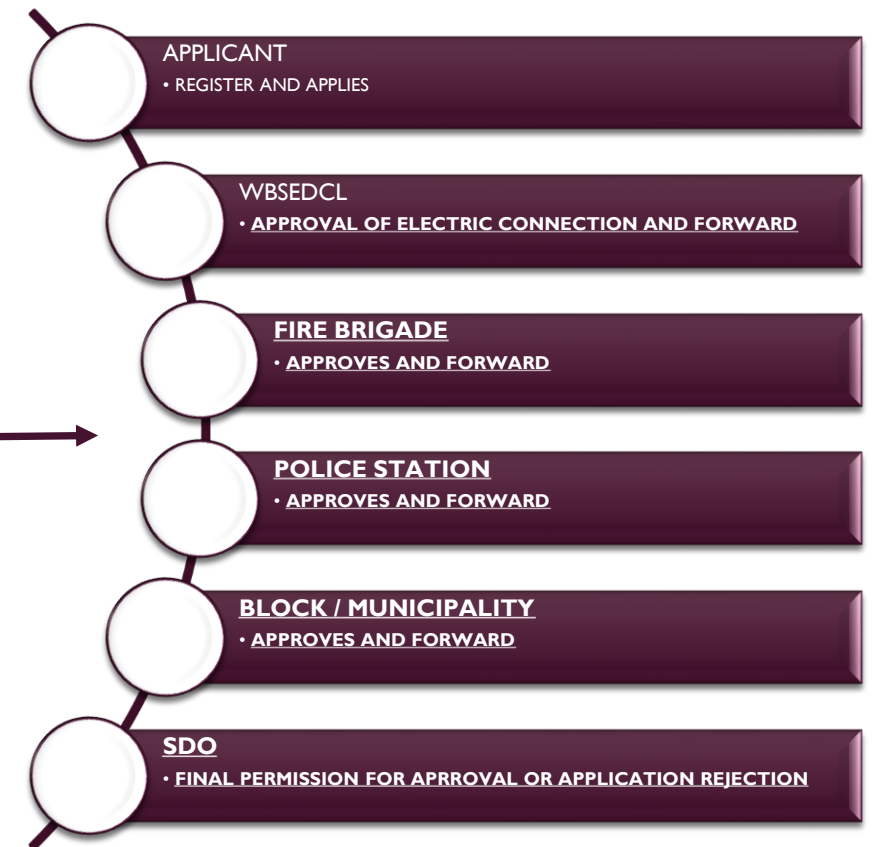 APPLICANT
• REGISTER AND APPLIES
WBSEDCL
• APPROVAL OF ELECTRIC CONNECTION AND FORWARD
FIRE BRIGADE
• APPROVES AND FORWARD
POLICE STATION
• APPROVES AND FORWARD
BLOCK / MUNICIPALITY
• APPROVES AND FORWARD
SDO
• FINAL PERMISSION FOR APRROVAL OR APPLICATION REJECTION